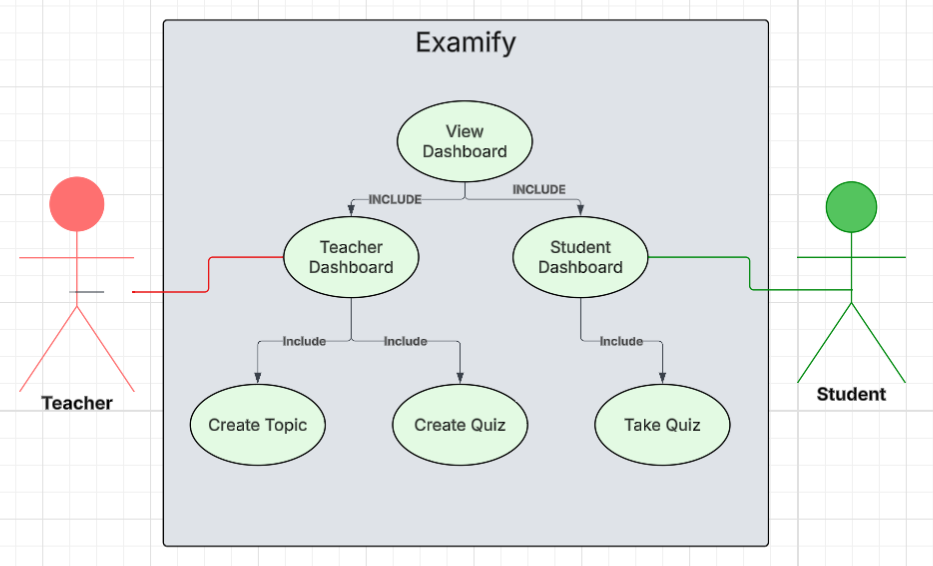 Examify
View
Dashboard
INCLUDE
INCLUDE
Teacher
Dashboard
Student
Dashboard
Include
Include
Include
Teacher
Student
Create Topic
Create Quiz
Take Quiz